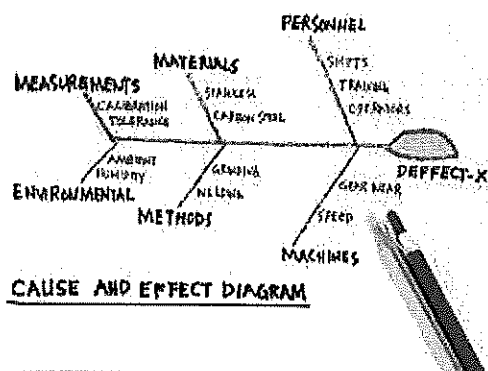 PERSONNEL
SHIFTS
TRAINING
OPERATORS
MATERIALS
STAINLESS
CARBON STEEL
MEASUREMENTS
CALIBRATION
TOLERANCE
AMBIENT
HUMIDITY
ENVIRONMENTAL
GRINDING
WELDING
METHODS
GEAR WEAR
SPEED
MACHINES
DEFFECT-X
CAUSE AND EFFECT DIAGRAM